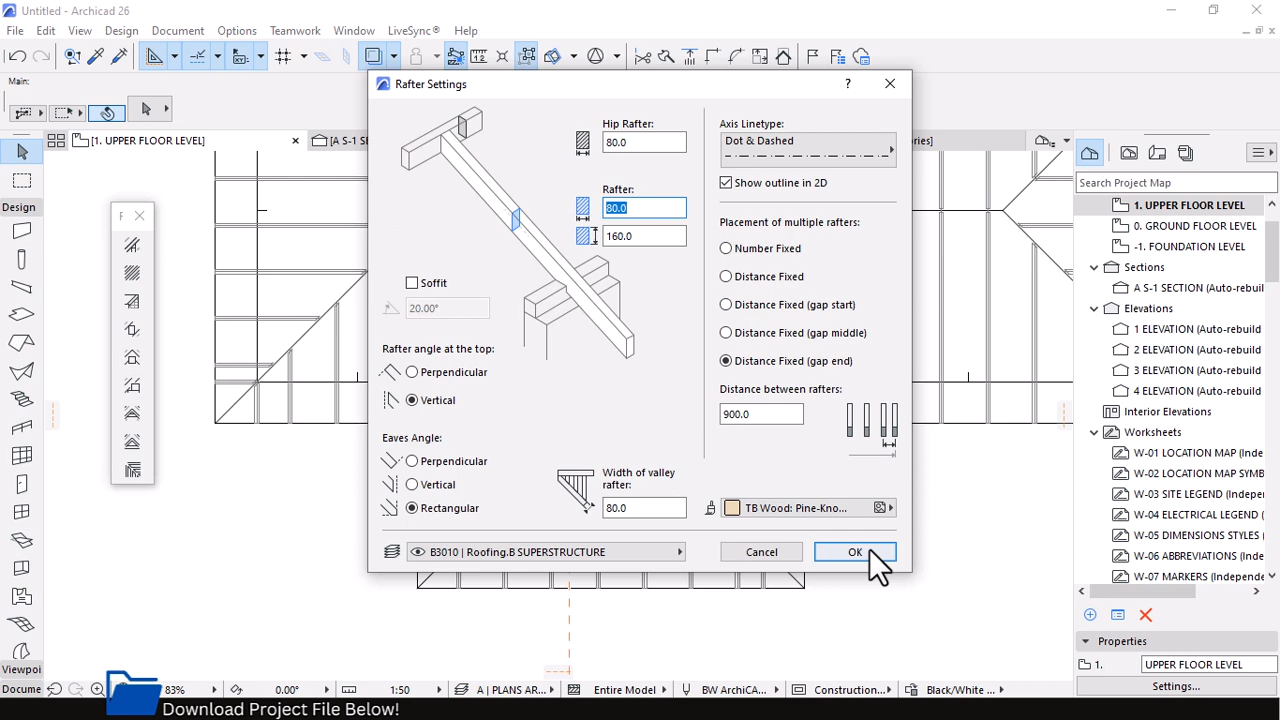 Untitled - Archicad 26
File Edit View Design Document Options Teamwork Window LiveSync® Help
Main:
[1. UPPER FLOOR LEVEL]
Design
Rafter Settings
Hip Rafter:
80.0
Rafter:
80.0
160.0
Soffit
20.00°
Rafter angle at the top:
Perpendicular
Vertical
Eaves Angle:
Perpendicular
Vertical
Rectangular
Width of valley
rafter:
80.0
Axis Linetype:
Dot & Dashed
Show outline in 2D
Placement of multiple rafters:
Number Fixed
Distance Fixed
Distance Fixed (gap start)
Distance Fixed (gap middle)
Distance Fixed (gap end)
Distance between rafters:
900.0
TB Wood: Pine-Kno...
B3010 | Roofing.B SUPERSTRUCTURE
Cancel
OK
Search Project Map
1. UPPER FLOOR LEVEL
0. GROUND FLOOR LEVEL
-1. FOUNDATION LEVEL
Sections
A S-1 SECTION (Auto-rebuil
Elevations
1 ELEVATION (Auto-rebuild
2 ELEVATION (Auto-rebuild
3 ELEVATION (Auto-rebuild
4 ELEVATION (Auto-rebuild
Interior Elevations
Worksheets
W-01 LOCATION MAP (Indep
W-02 LOCATION MAP SYMB
W-03 SITE LEGEND (Indepen
W-04 ELECTRICAL LEGEND (
W-05 DIMENSIONS STYLES (
W-06 ABBREVIATIONS (Inde
W-07 MARKERS (Independe
Properties
1. UPPER FLOOR LEVEL
Settings...
Viewpoi
Docume
83% 0.00° 1:50 A | PLANS AR... Entire Model BW ArchiCA... Construction... Black/White ...
Download Project File Below!